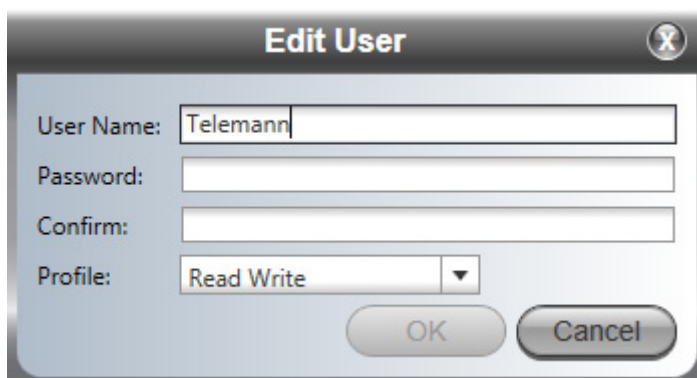 Edit User
X
User Name: Telemann
Password:
Confirm:
Profile: Read Write
OK Cancel